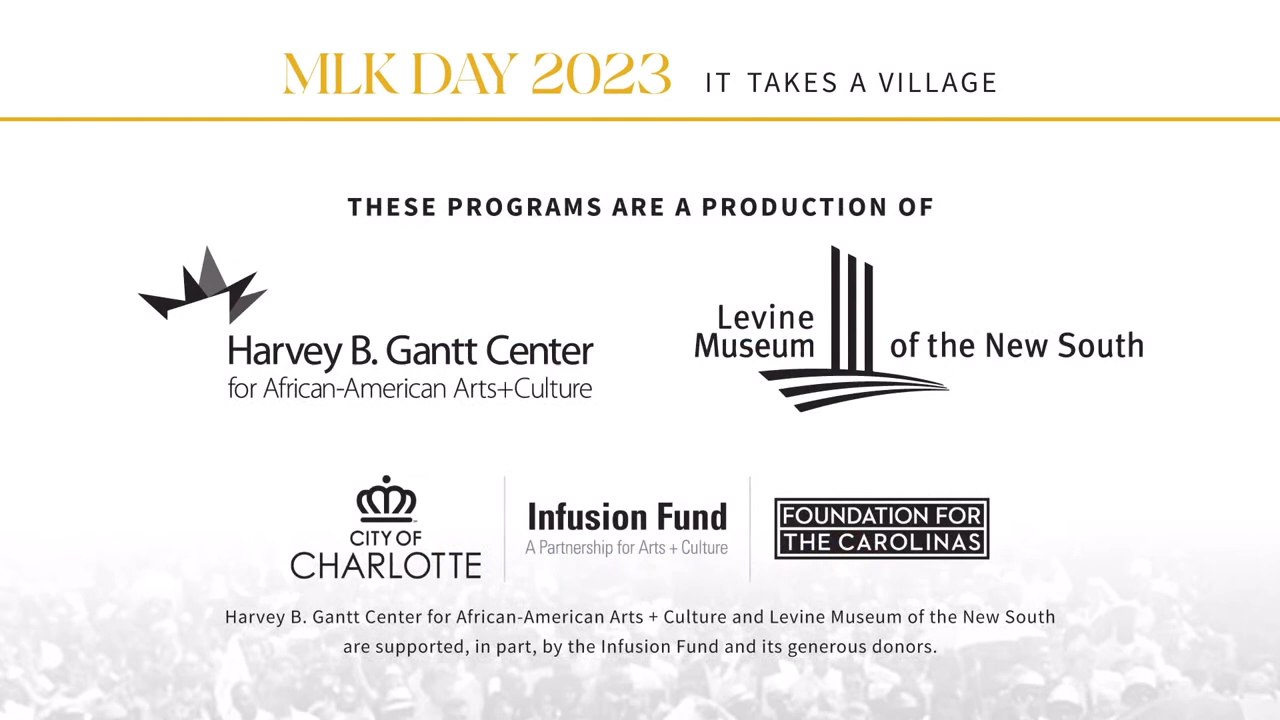 MLK DAY 2023 IT TAKES A VILLAGE
THESE PROGRAMS ARE A PRODUCTION OF
Harvey B. Gantt Center
for African-American Arts+Culture
Levine
Museum of the New South
CITY OF
CHARLOTTE
Infusion Fund
A Partnership for Arts + Culture
FOUNDATION FOR
THE CAROLINAS
Harvey B. Gantt Center for African-American Arts + Culture and Levine Museum of the New South
are supported, in part, by the Infusion Fund and its generous donors.